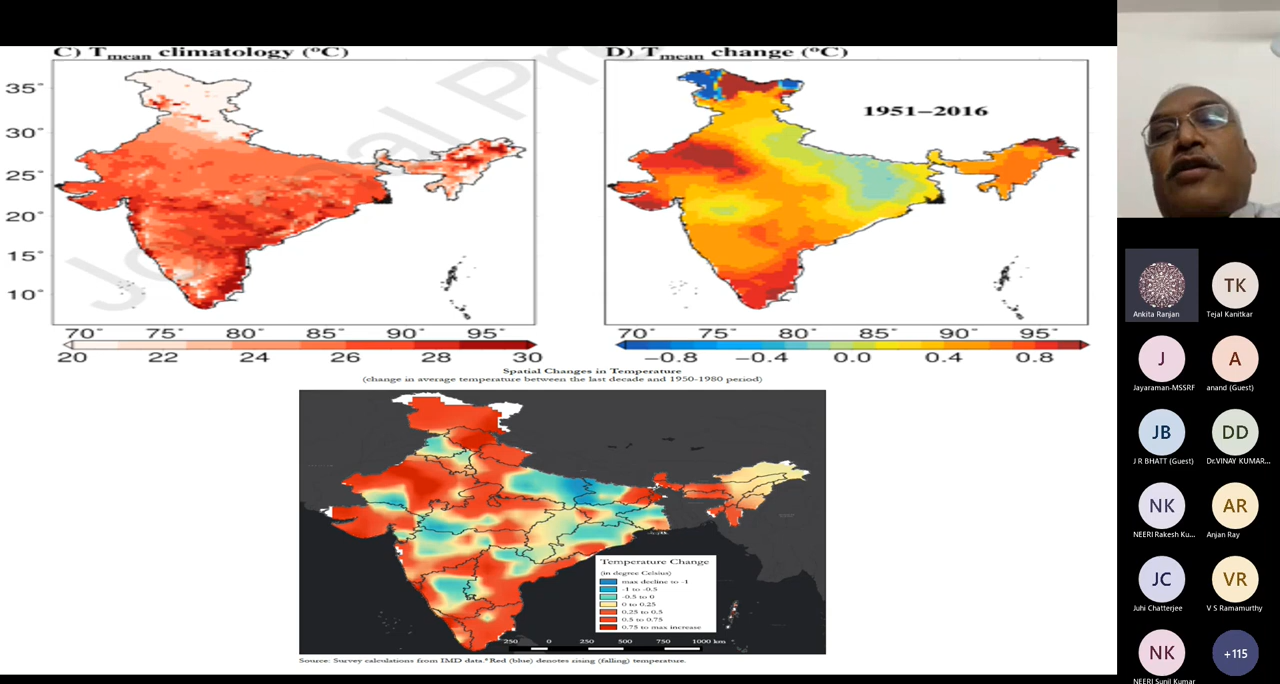 C) Tmean climatology (°C)
D) Tmean change (°C)
1951–2016
35°
30°
25°
20°
15°
10°
70° 75° 80° 85° 90° 95°
70° 75° 80° 85° 90° 95°
20 22 24 26 28 30
−0.8 −0.4 0.0 0.4 0.8
Spatial Changes in Temperature
(change in average temperature between the last decade and 1950-1980 period)
Temperature Change
(in degree Celsius)
max decline to -1
-1 to -0.5
-0.5 to 0
0 to 0.25
0.25 to 0.5
0.5 to 0.75
0.75 to max increase
250 0 250 500 750 1000 km
Source: Survey calculations from IMD data. Red (blue) denotes rising (falling) temperature.
Ankita Ranjan
TK
Tejal Kanitkar
J
Jayaraman-MSSRF
A
anand (Guest)
JB
J R BHATT (Guest)
DD
Dr.VINAY KUMAR...
NK
NEERI Rakesh Ku...
AR
Anjan Ray
JC
Juhi Chatterjee
VR
V S Ramamurthy
NK
NEERI Sunil Kumar
+115